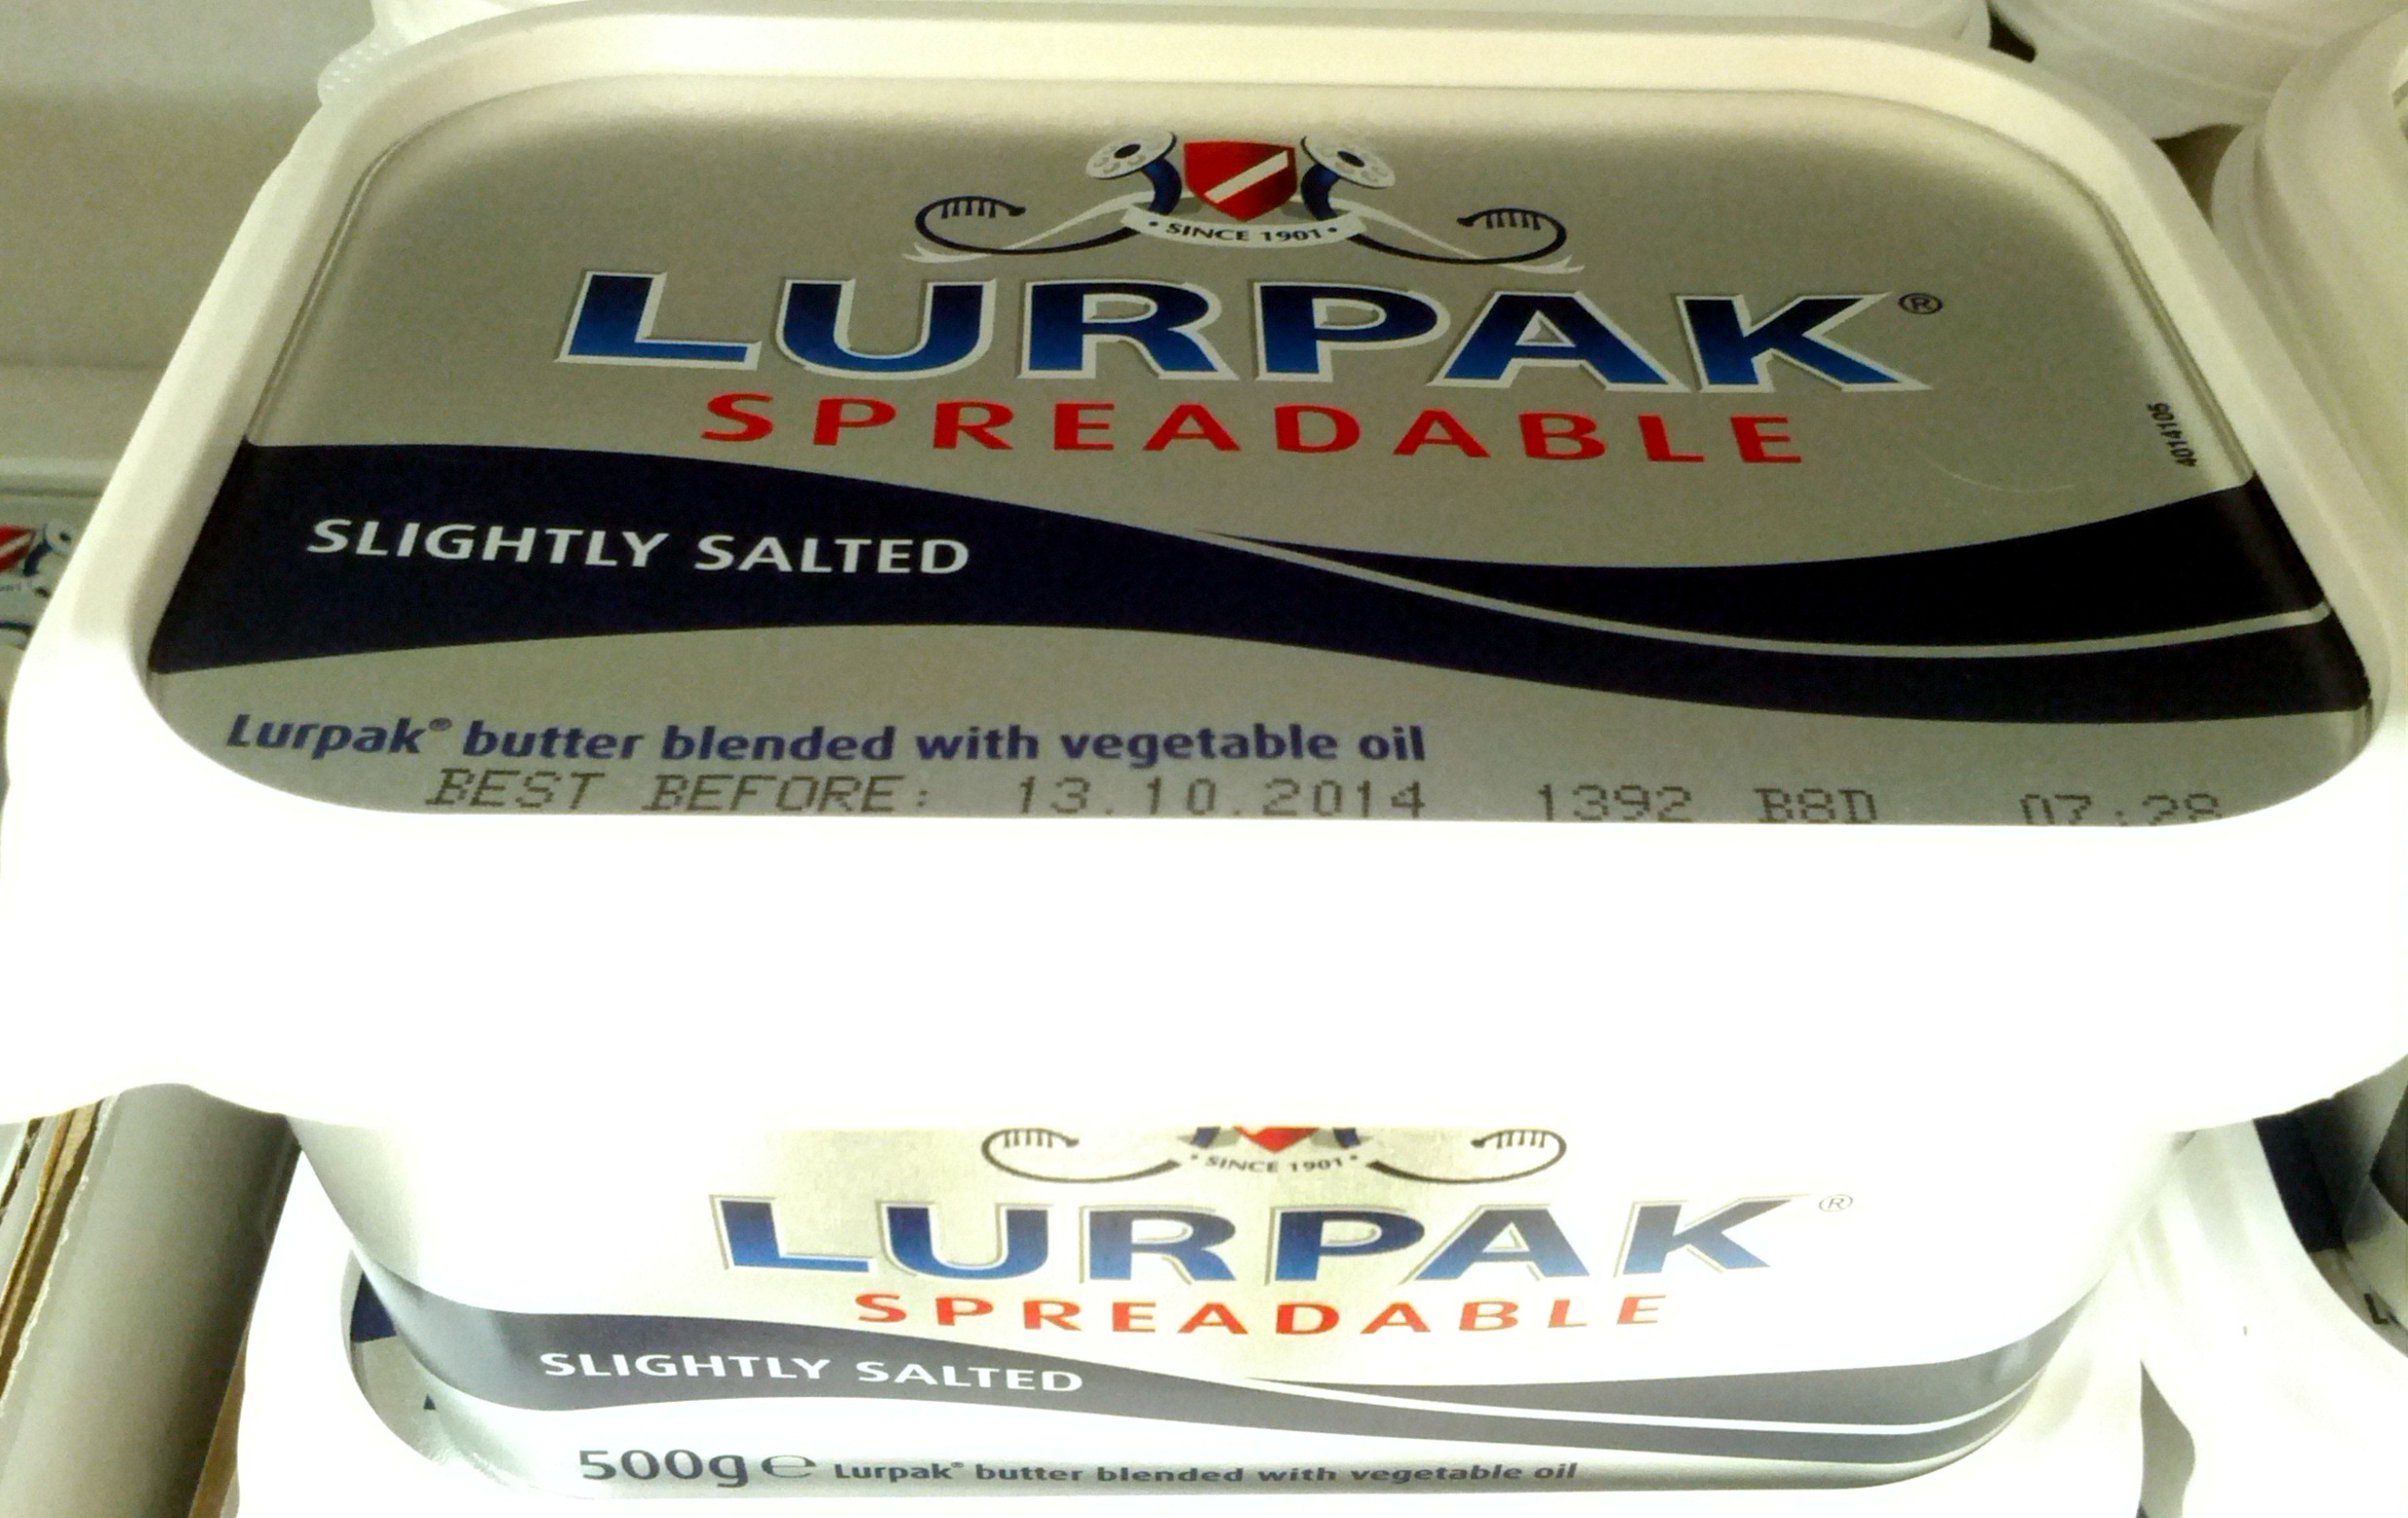 • SINCE 1901 •
LURPAK®
SPREADABLE
4014105
SLIGHTLY SALTED
Lurpak® butter blended with vegetable oil
BEST BEFORE: 13.10.2014 1392 B8D 07:28
• SINCE 1901 •
LURPAK®
SPREADABLE
SLIGHTLY SALTED
500g ℮ Lurpak® butter blended with vegetable oil